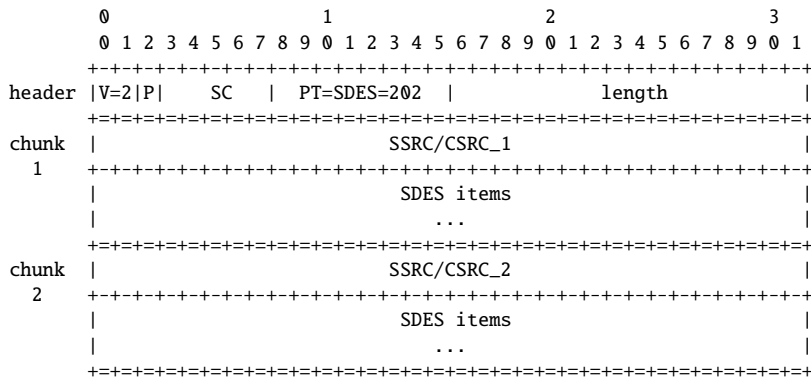 0                   1                   2                   3
        0 1 2 3 4 5 6 7 8 9 0 1 2 3 4 5 6 7 8 9 0 1 2 3 4 5 6 7 8 9 0 1
       +-+-+-+-+-+-+-+-+-+-+-+-+-+-+-+-+-+-+-+-+-+-+-+-+-+-+-+-+-+-+-+-+
header |V=2|P|    SC   |  PT=SDES=202  |             length            |
       +=+=+=+=+=+=+=+=+=+=+=+=+=+=+=+=+=+=+=+=+=+=+=+=+=+=+=+=+=+=+=+=+
chunk  |                          SSRC/CSRC_1                          |
  1    +-+-+-+-+-+-+-+-+-+-+-+-+-+-+-+-+-+-+-+-+-+-+-+-+-+-+-+-+-+-+-+-+
       |                           SDES items                          |
       |                              ...                              |
       +=+=+=+=+=+=+=+=+=+=+=+=+=+=+=+=+=+=+=+=+=+=+=+=+=+=+=+=+=+=+=+=+
chunk  |                          SSRC/CSRC_2                          |
  2    +-+-+-+-+-+-+-+-+-+-+-+-+-+-+-+-+-+-+-+-+-+-+-+-+-+-+-+-+-+-+-+-+
       |                           SDES items                          |
       |                              ...                              |
       +=+=+=+=+=+=+=+=+=+=+=+=+=+=+=+=+=+=+=+=+=+=+=+=+=+=+=+=+=+=+=+=+